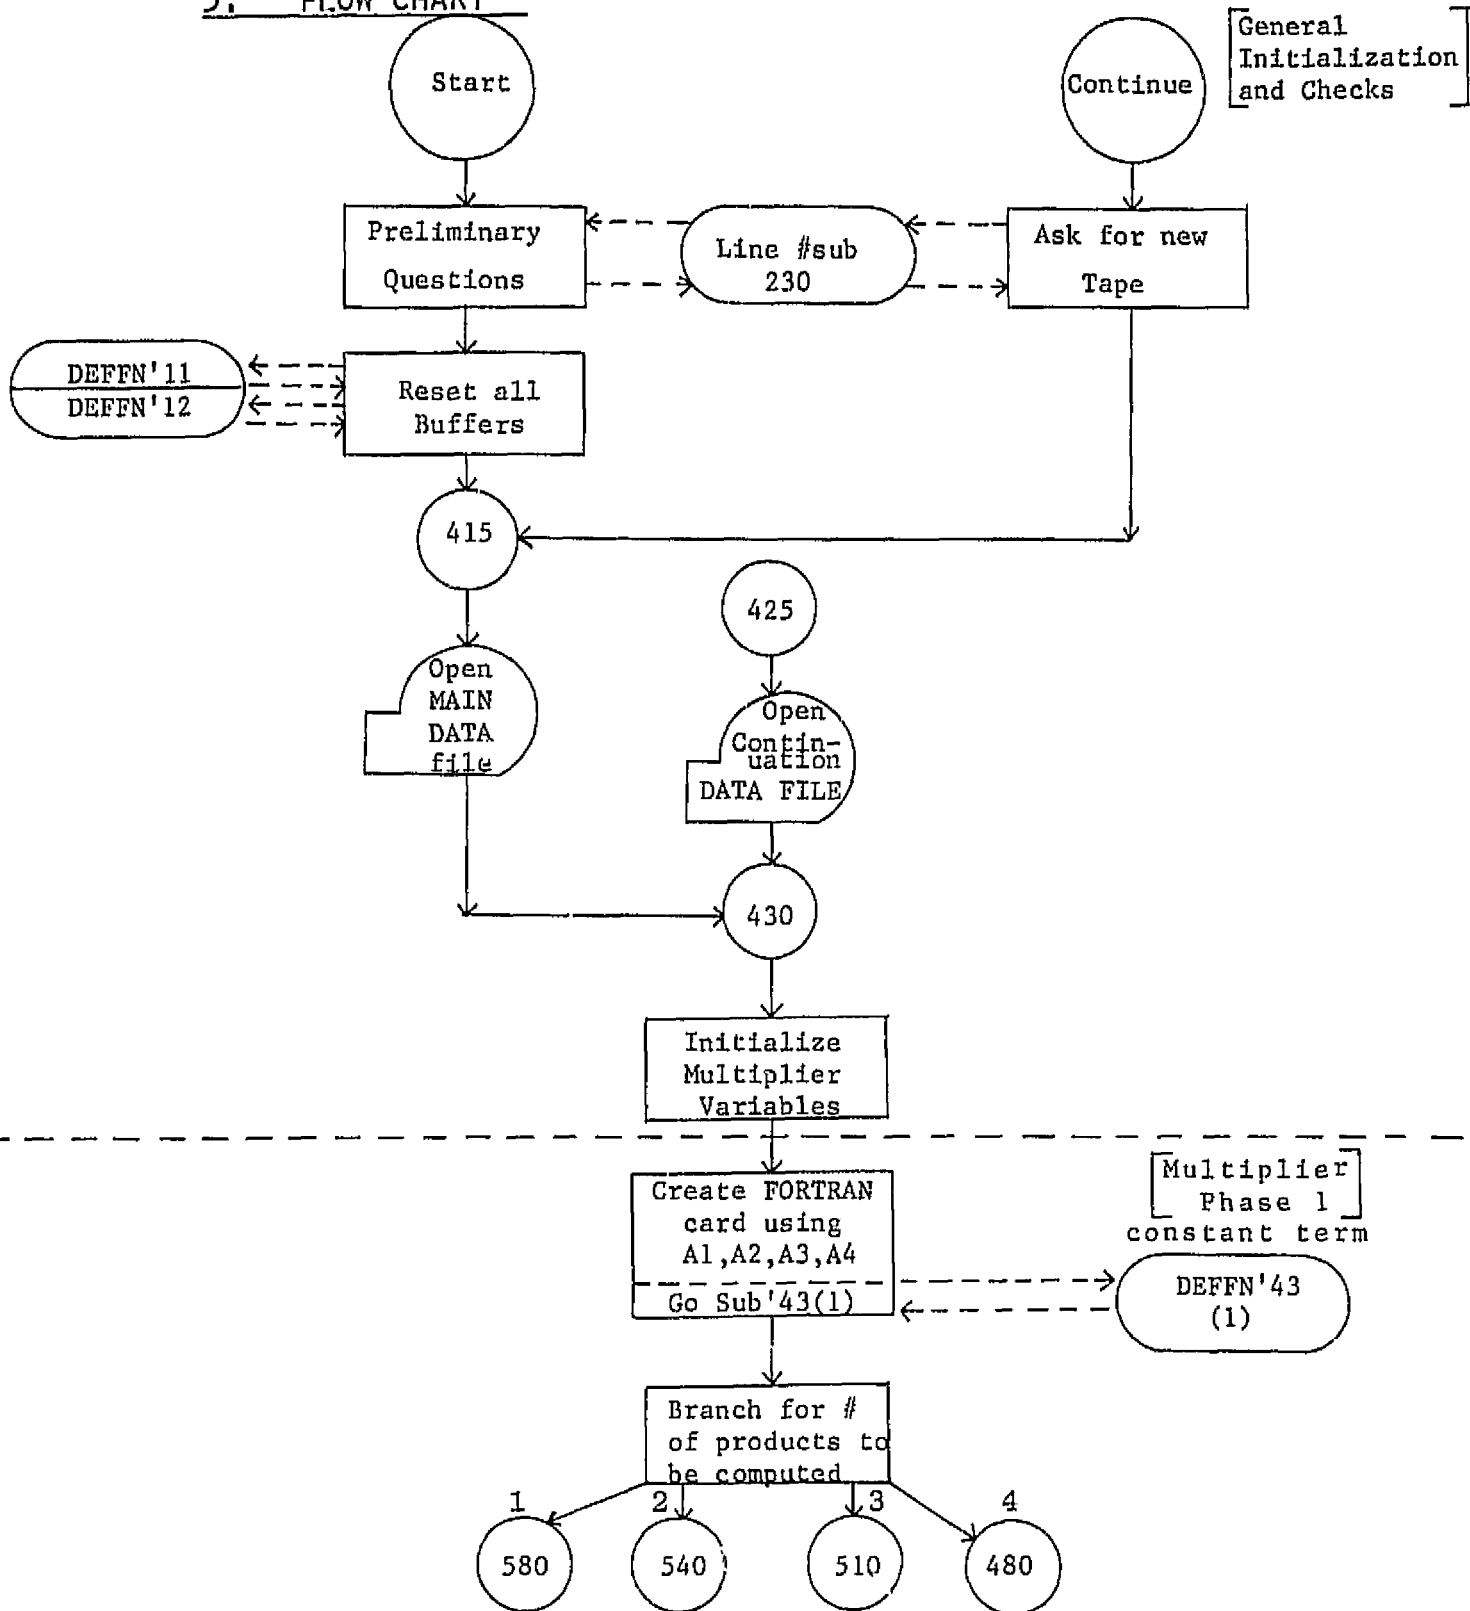 5. FLOW CHART
Start
Continue
General
Initialization
and Checks
Preliminary
Questions
Line #sub
230
Ask for new
Tape
DEFFN'11
DEFFN'12
Reset all
Buffers
415
425
Open
MAIN
DATA
file
Open
Contin-
uation
DATA FILE
430
Initialize
Multiplier
Variables
Create FORTRAN
card using
A1,A2,A3,A4
Go Sub'43(1)
Multiplier
Phase 1
constant term
DEFFN'43
(1)
Branch for #
of products to
be computed
1
2
3
4
580
540
510
480